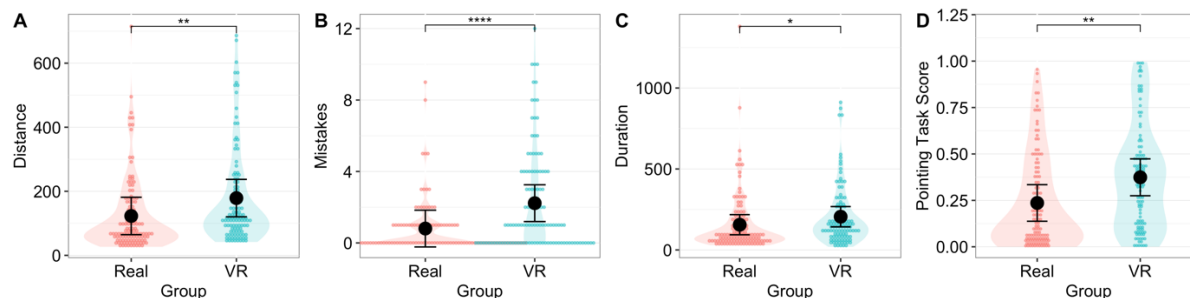 A
**
Distance
600
400
200
0
Real
VR
Group
B
****
Mistakes
12
8
4
0
Real
VR
Group
C
*
Duration
1000
500
0
Real
VR
Group
D
**
Pointing Task Score
1.25
1.00
0.75
0.50
0.25
0.00
Real
VR
Group